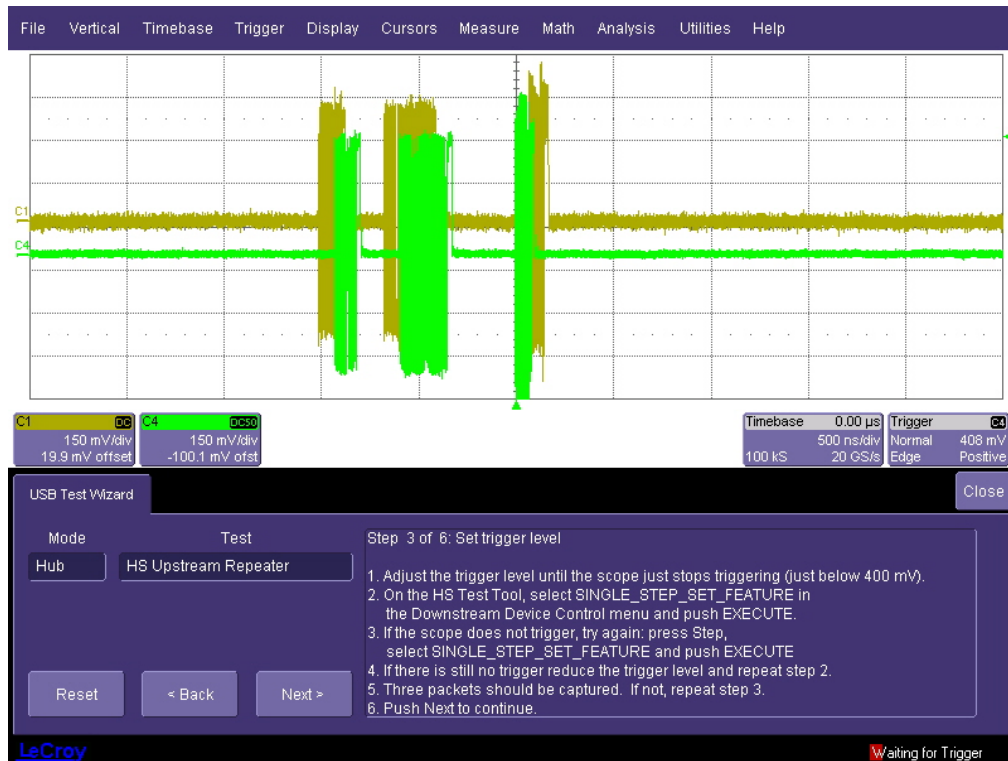 File Vertical Timebase Trigger Display Cursors Measure Math Analysis Utilities Help
C1
C4
C1 DC
150 mV/div
19.9 mV offset
C4 DC50
150 mV/div
-100.1 mV ofst
Timebase 0.00 µs
500 ns/div
100 kS 20 GS/s
Trigger C4
Normal 408 mV
Edge Positive
USB Test Wizard
Close
Mode Test
Hub HS Upstream Repeater
Reset < Back Next >
Step 3 of 6: Set trigger level
1. Adjust the trigger level until the scope just stops triggering (just below 400 mV).
2. On the HS Test Tool, select SINGLE_STEP_SET_FEATURE in
the Downstream Device Control menu and push EXECUTE.
3. If the scope does not trigger, try again: press Step,
select SINGLE_STEP_SET_FEATURE and push EXECUTE
4. If there is still no trigger reduce the trigger level and repeat step 2.
5. Three packets should be captured. If not, repeat step 3.
6. Push Next to continue.
LeCroy
Waiting for Trigger